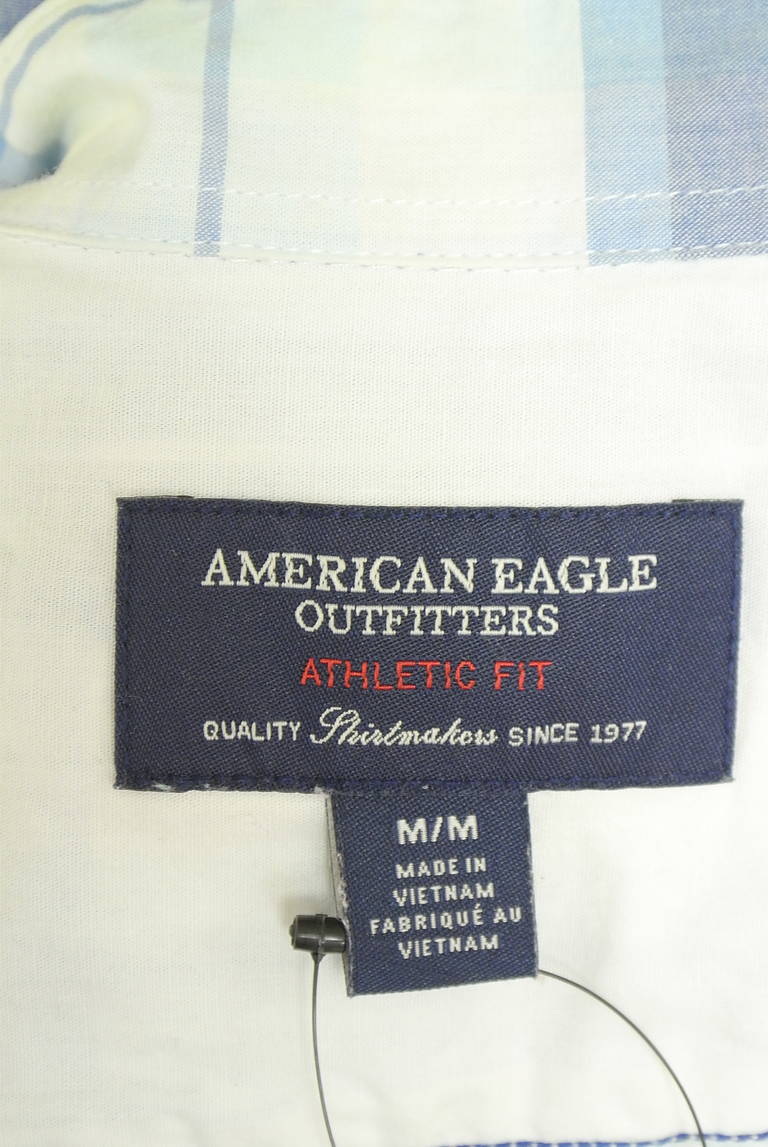 AMERICAN EAGLE
OUTFITTERS
ATHLETIC FIT
QUALITY Shirtmakers SINCE 1977
M/M
MADE IN
VIETNAM
FABRIQUÉ AU
VIETNAM